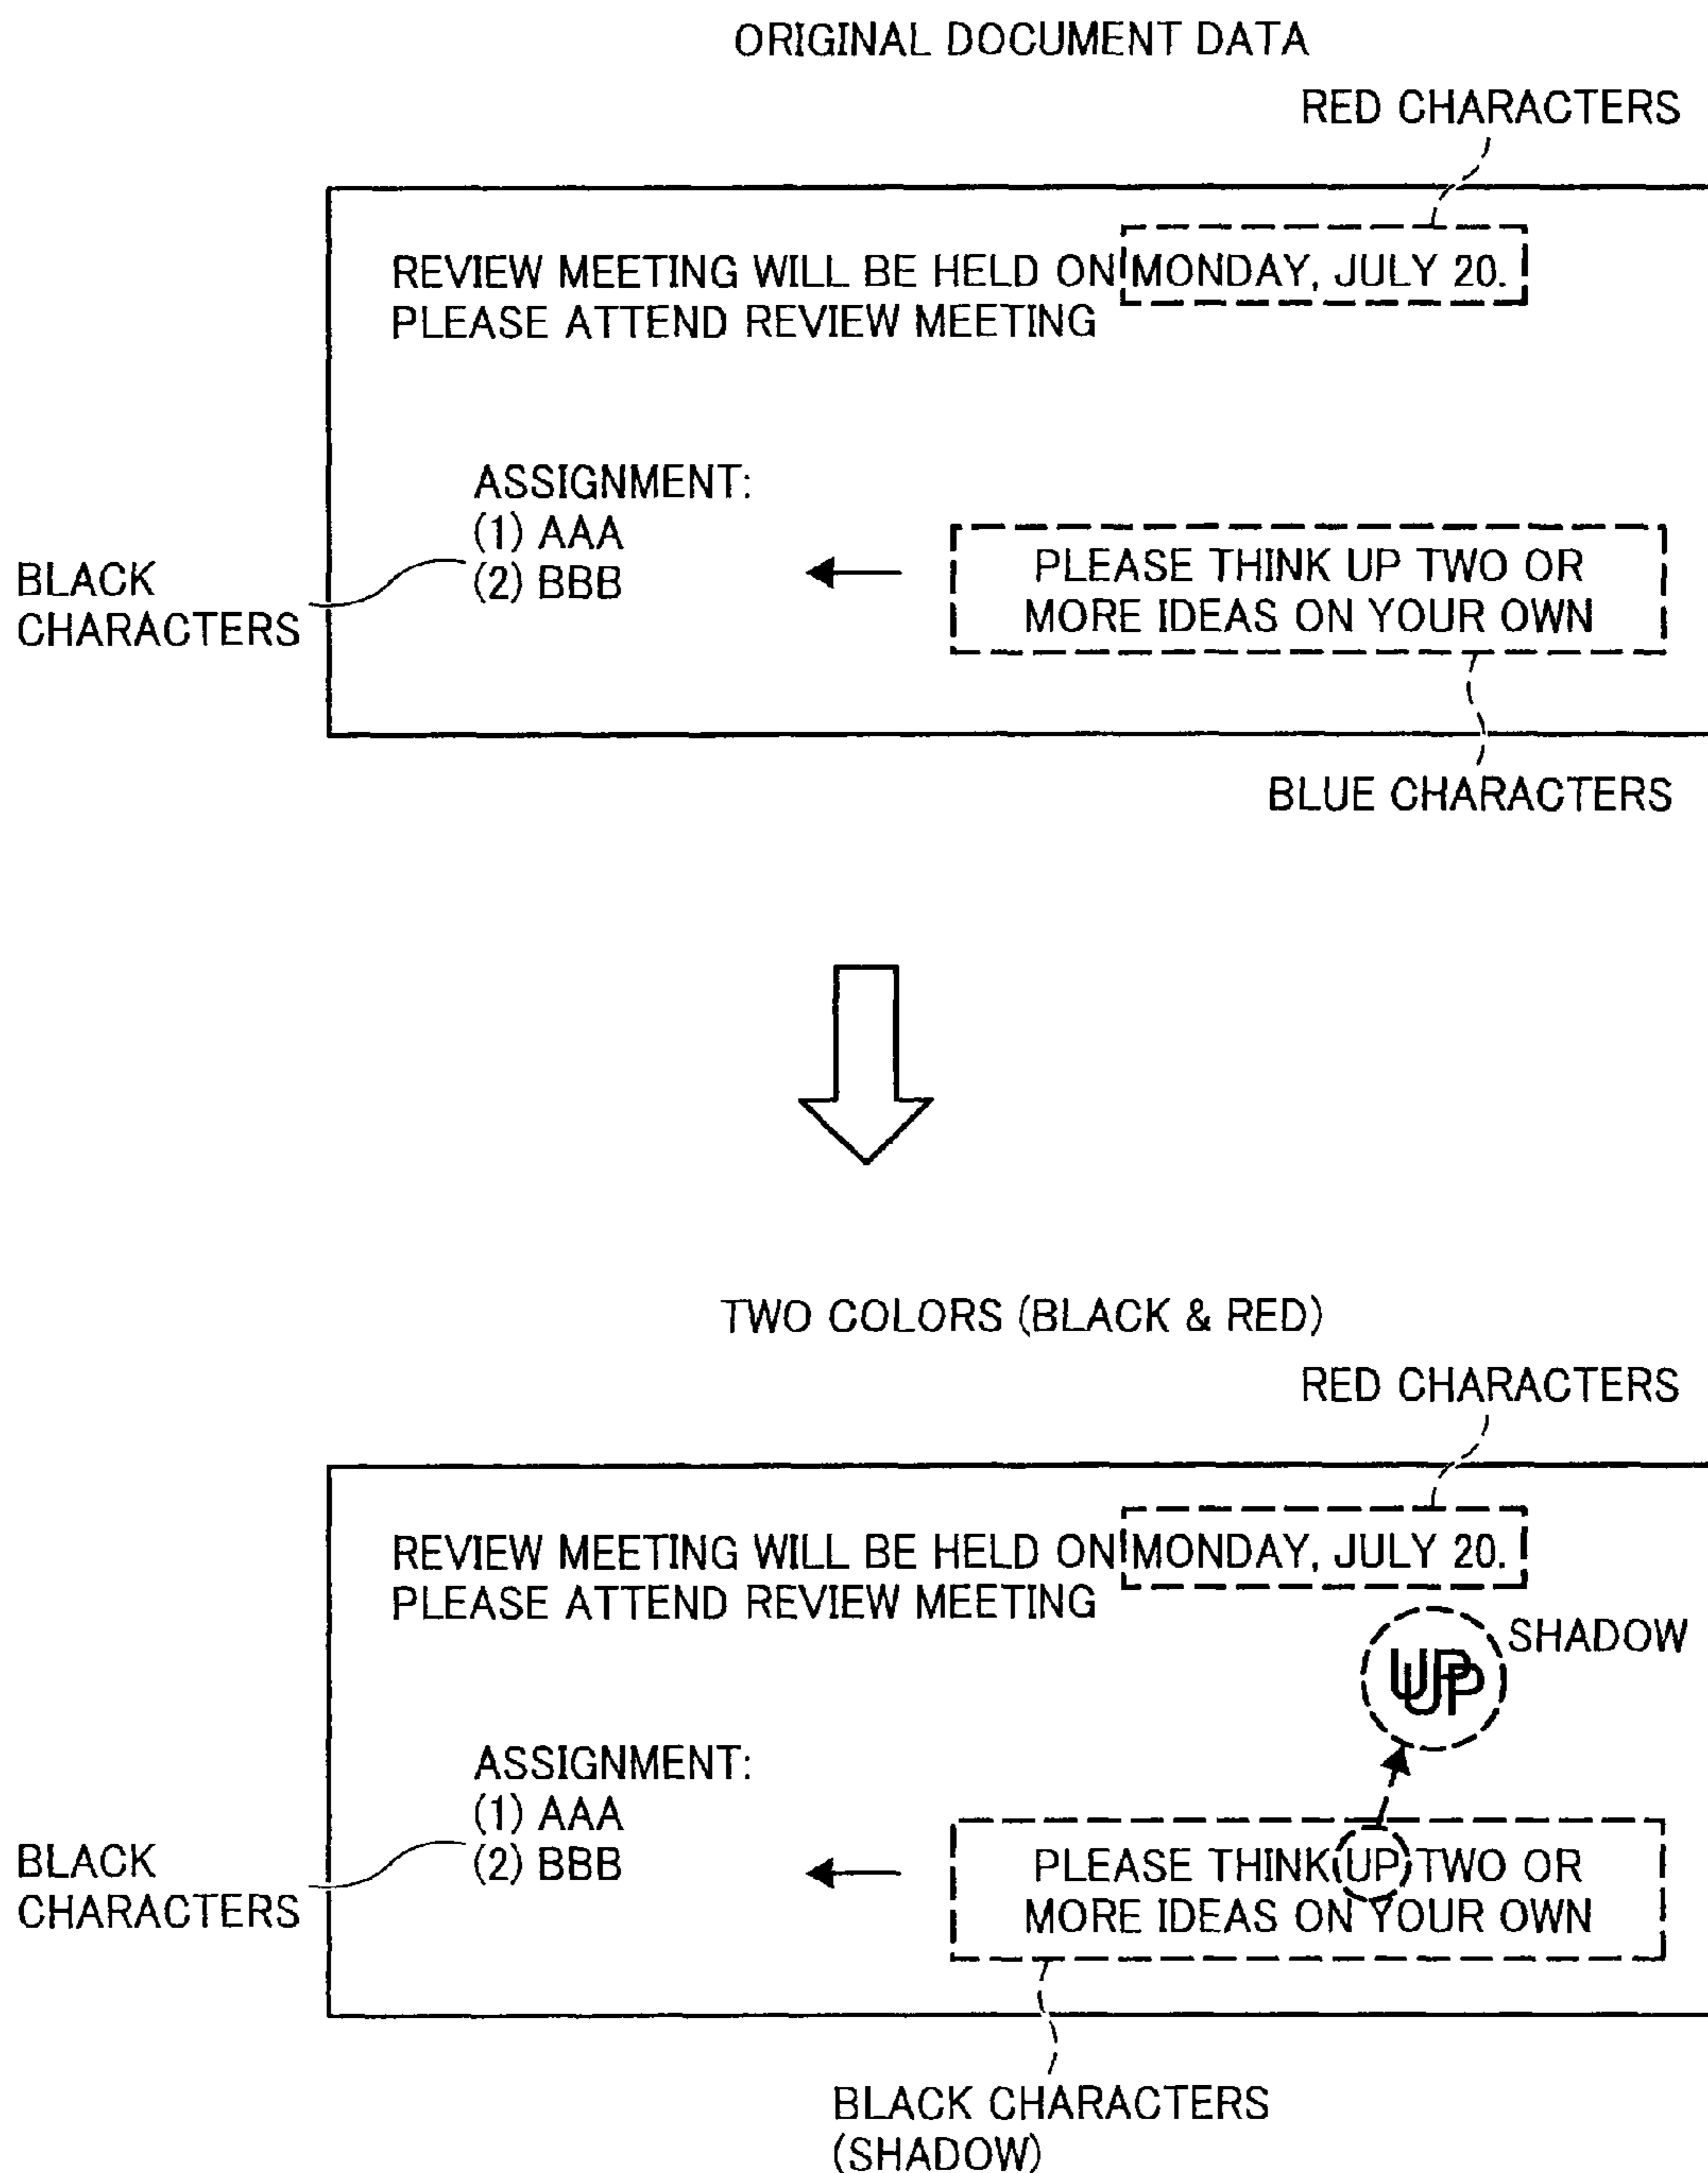 ORIGINAL DOCUMENT DATA
RED CHARACTERS
REVIEW MEETING WILL BE HELD ON MONDAY, JULY 20.
PLEASE ATTEND REVIEW MEETING
ASSIGNMENT:
(1) AAA
(2) BBB
BLACK
CHARACTERS
PLEASE THINK UP TWO OR
MORE IDEAS ON YOUR OWN
BLUE CHARACTERS
TWO COLORS (BLACK & RED)
RED CHARACTERS
REVIEW MEETING WILL BE HELD ON MONDAY, JULY 20.
PLEASE ATTEND REVIEW MEETING
UP
SHADOW
ASSIGNMENT:
(1) AAA
(2) BBB
BLACK
CHARACTERS
PLEASE THINK UP TWO OR
MORE IDEAS ON YOUR OWN
BLACK CHARACTERS
(SHADOW)